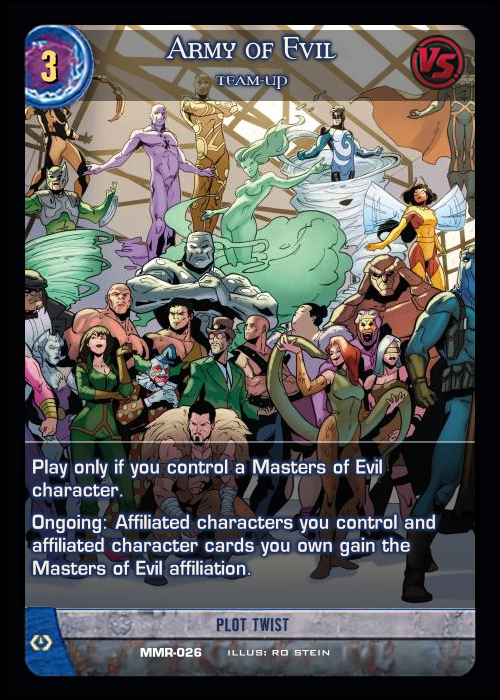 3
ARMY OF EVIL
VS.
TEAM-UP
Play only if you control a Masters of Evil
character.
Ongoing: Affiliated characters you control and
affiliated character cards you own gain the
Masters of Evil affiliation.
PLOT TWIST
MMR-026 ILLUS: RO STEIN